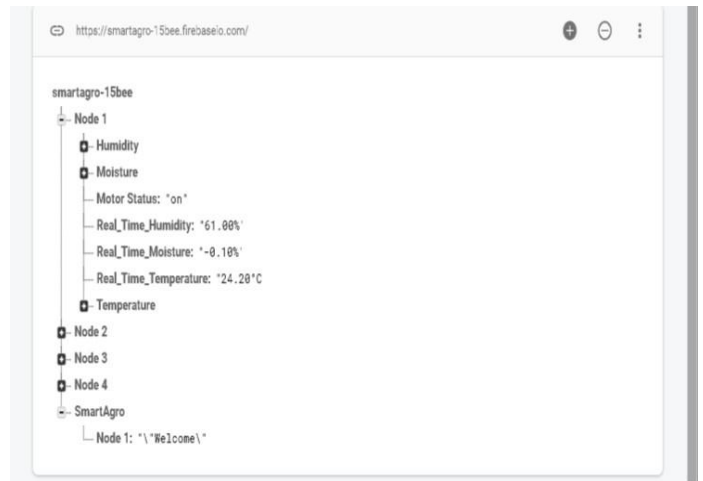 https://smartagro-15bee.firebaseio.com/
smartagro-15bee
Node 1
Humidity
Moisture
Motor Status: "on"
Real_Time_Humidity: "61.00%'
Real_Time_Moisture: "-0.10%'
Real_Time_Temperature: "24.20°C
Temperature
Node 2
Node 3
Node 4
SmartAgro
Node 1: "\"Welcome\"